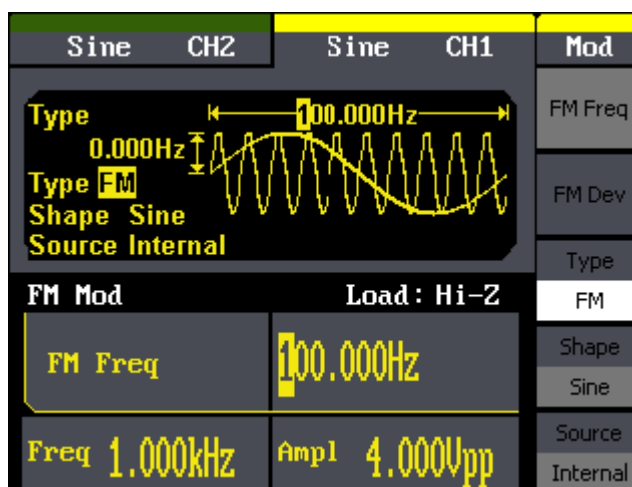 Sine CH2 Sine CH1 Mod
Type 100.000Hz
0.000Hz
Type FM
Shape Sine
Source Internal
FM Mod Load: Hi-Z
FM Freq 100.000Hz
Freq 1.000kHz Ampl 4.000Vpp
FM Freq
FM Dev
Type
FM
Shape
Sine
Source
Internal